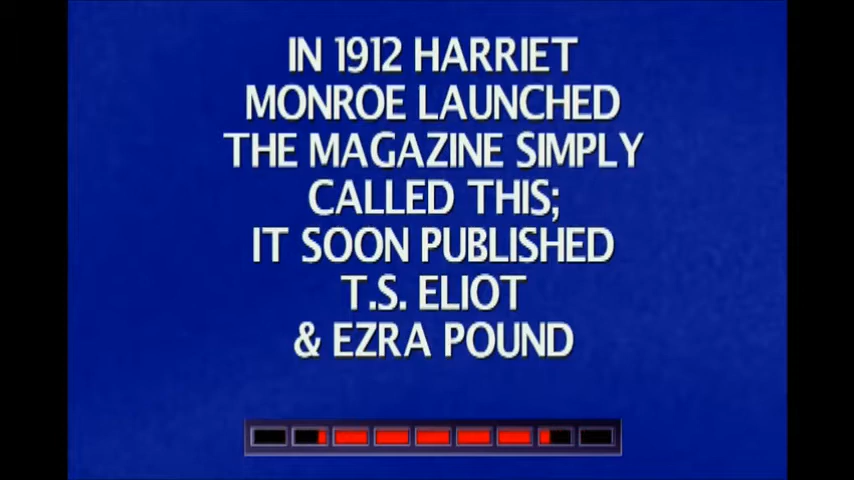 IN 1912 HARRIET
MONROE LAUNCHED
THE MAGAZINE SIMPLY
CALLED THIS;
IT SOON PUBLISHED
T.S. ELIOT
& EZRA POUND